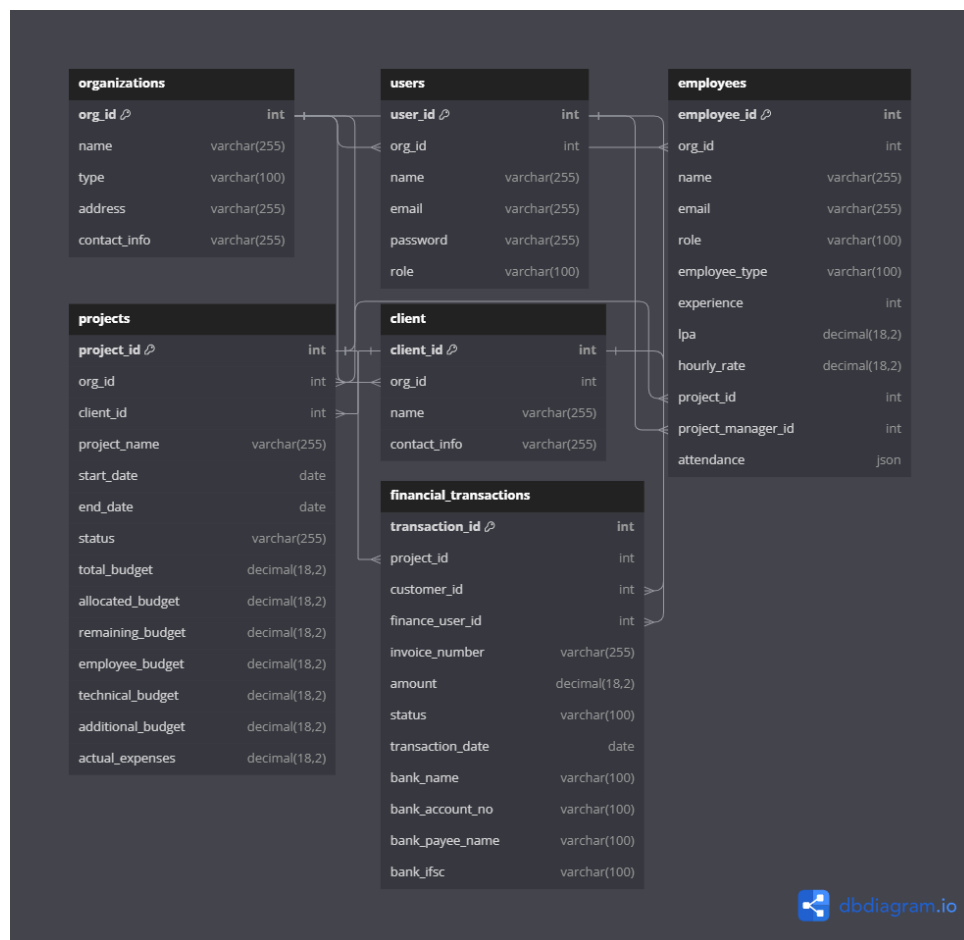 organizations
org_id int
name varchar(255)
type varchar(100)
address varchar(255)
contact_info varchar(255)
users
user_id int
org_id int
name varchar(255)
email varchar(255)
password varchar(255)
role varchar(100)
employees
employee_id int
org_id int
name varchar(255)
email varchar(255)
role varchar(100)
employee_type varchar(100)
experience int
lpa decimal(18,2)
hourly_rate decimal(18,2)
project_id int
project_manager_id int
attendance json
projects
project_id int
org_id int
client_id int
project_name varchar(255)
start_date date
end_date date
status varchar(255)
total_budget decimal(18,2)
allocated_budget decimal(18,2)
remaining_budget decimal(18,2)
employee_budget decimal(18,2)
technical_budget decimal(18,2)
additional_budget decimal(18,2)
actual_expenses decimal(18,2)
client
client_id int
org_id int
name varchar(255)
contact_info varchar(255)
financial_transactions
transaction_id int
project_id int
customer_id int
finance_user_id int
invoice_number varchar(255)
amount decimal(18,2)
status varchar(100)
transaction_date date
bank_name varchar(100)
bank_account_no varchar(100)
bank_payee_name varchar(100)
bank_ifsc varchar(100)
dbdiagram.io